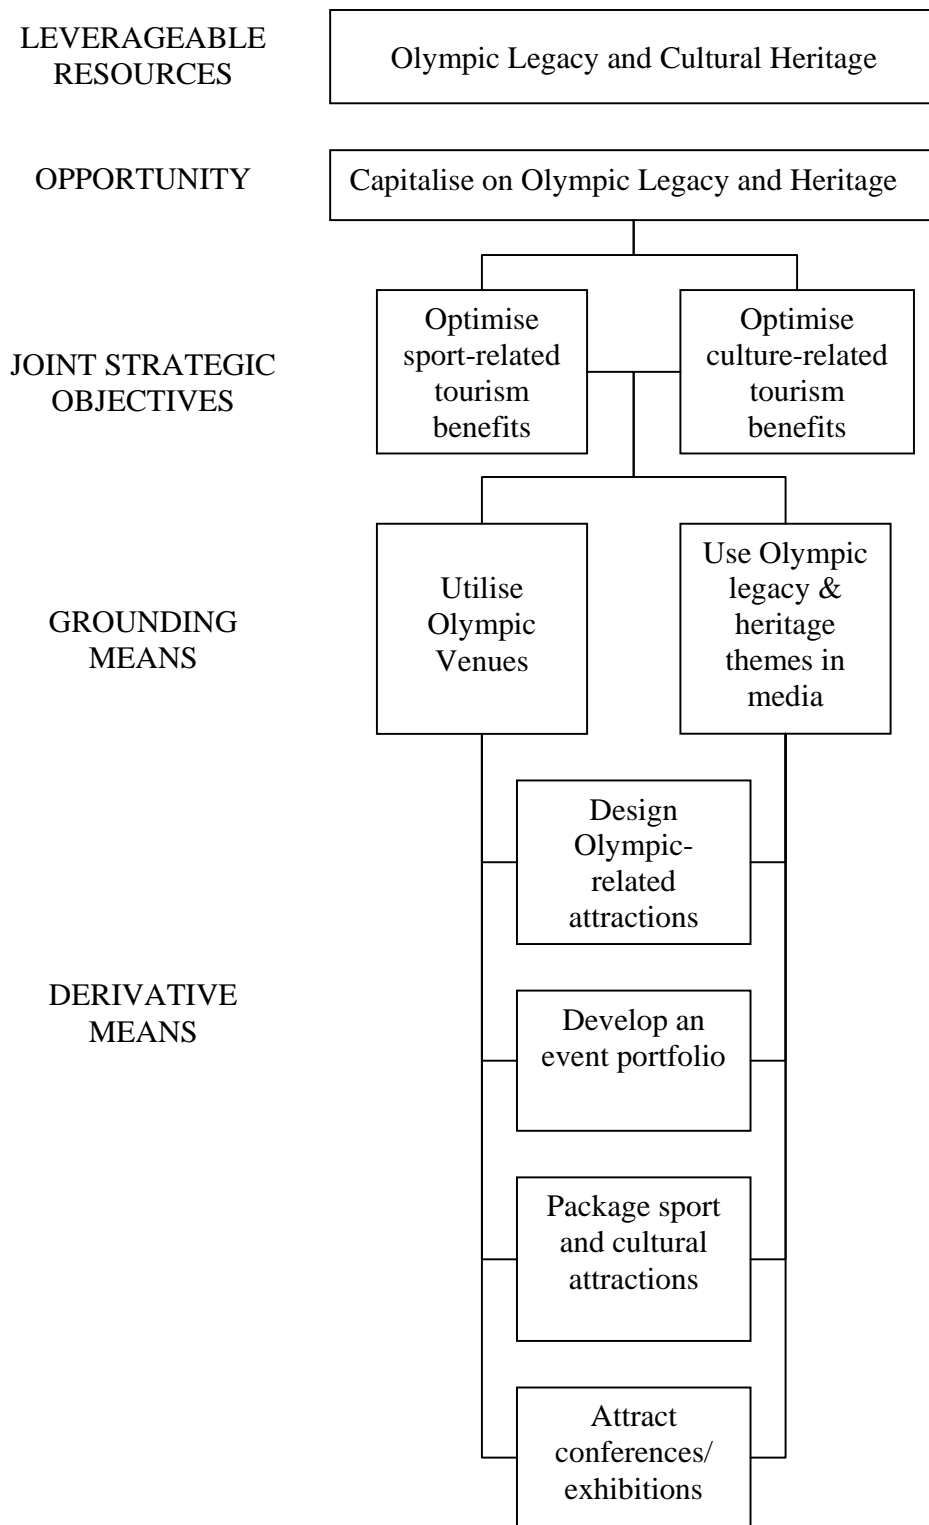 LEVERAGEABLE
RESOURCES
Olympic Legacy and Cultural Heritage
OPPORTUNITY
Capitalise on Olympic Legacy and Heritage
JOINT STRATEGIC
OBJECTIVES
Optimise
sport-related
tourism
benefits
Optimise
culture-related
tourism
benefits
GROUNDING
MEANS
Utilise
Olympic
Venues
Use Olympic
legacy &
heritage
themes in
media
DERIVATIVE
MEANS
Design
Olympic-
related
attractions
Develop an
event portfolio
Package sport
and cultural
attractions
Attract
conferences/
exhibitions